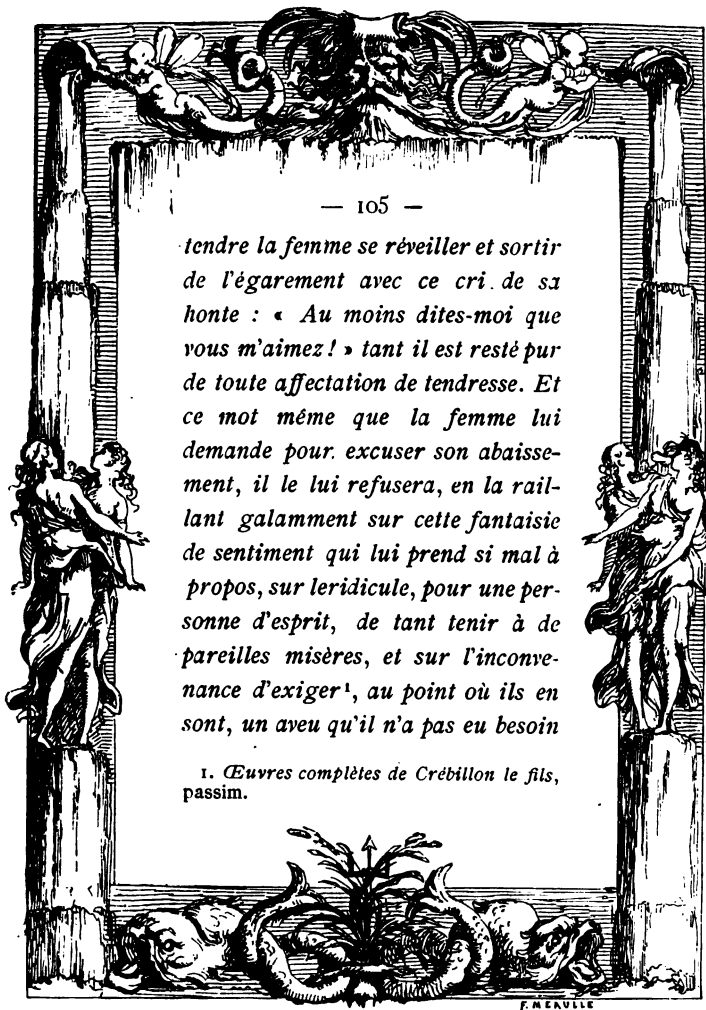 — 105 —
tendre la femme se réveiller et sortir
de l'égarement avec ce cri de sa
honte : « Au moins dites-moi que
vous m'aimez ! » tant il est resté pur
de toute affectation de tendresse. Et
ce mot même que la femme lui
demande pour excuser son abaisse-
ment, il le lui refusera, en la rail-
lant galamment sur cette fantaisie
de sentiment qui lui prend si mal à
propos, sur le ridicule, pour une per-
sonne d'esprit, de tant tenir à de
pareilles misères, et sur l'inconve-
nance d'exiger¹, au point où ils en
sont, un aveu qu'il n'a pas eu besoin
1. Œuvres complètes de Crébillon le fils,
passim.
F. MEAULLE